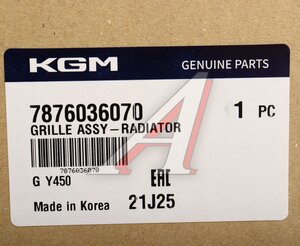 KGM GENUINE PARTS
7876036070 1 PC
GRILLE ASSY-RADIATOR
7876036070
G Y450 EAC
Made in Korea 21J25